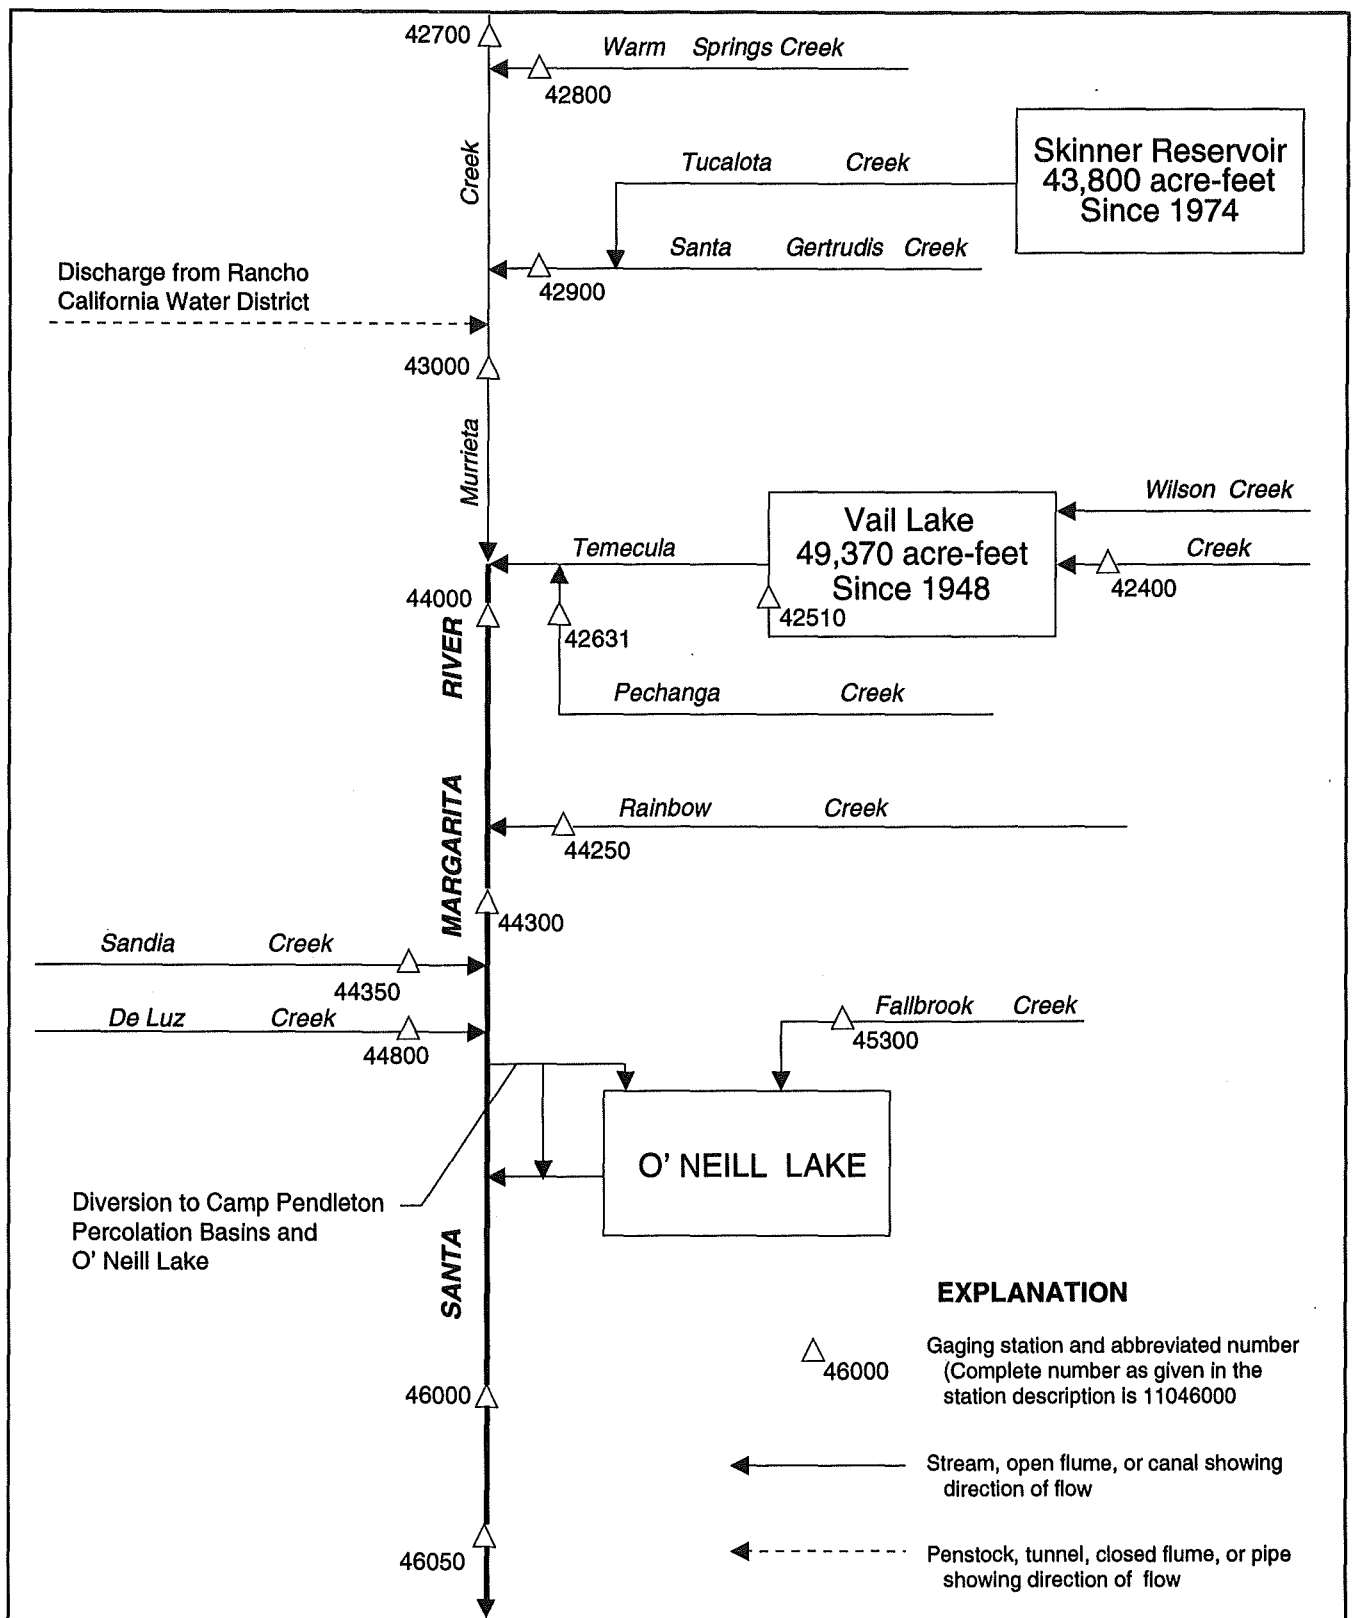 42700
Warm Springs Creek
42800
Creek
Tucalota Creek
Skinner Reservoir
43,800 acre-feet
Since 1974
Santa Gertrudis Creek
42900
Discharge from Rancho
California Water District
43000
Murrieta
Wilson Creek
Vail Lake
49,370 acre-feet
Since 1948
Temecula
Creek
42400
44000
42510
42631
RIVER
Pechanga Creek
MARGARITA
Rainbow Creek
44250
44300
Sandia Creek
44350
De Luz Creek
44800
Fallbrook Creek
45300
O' NEILL LAKE
Diversion to Camp Pendleton
Percolation Basins and
O' Neill Lake
SANTA
46000
46050
EXPLANATION
46000
Gaging station and abbreviated number
(Complete number as given in the
station description is 11046000
Stream, open flume, or canal showing
direction of flow
Penstock, tunnel, closed flume, or pipe
showing direction of flow